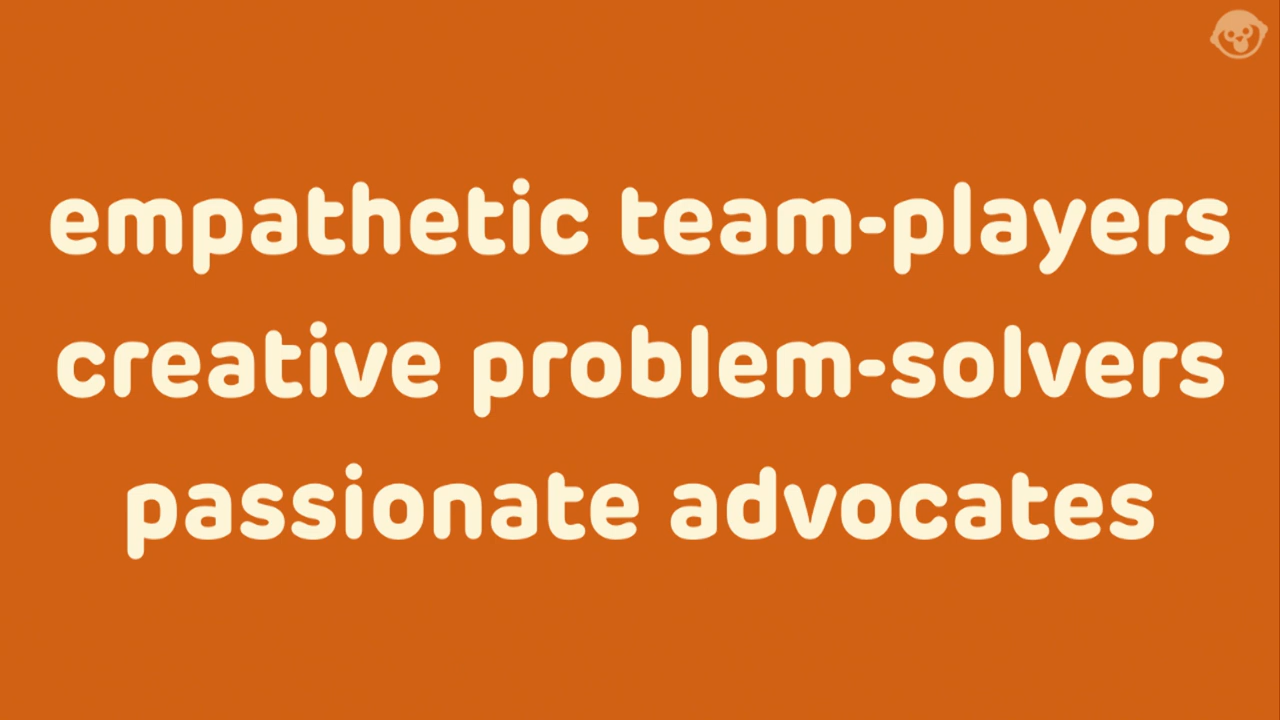 empathetic team-players
creative problem-solvers
passionate advocates